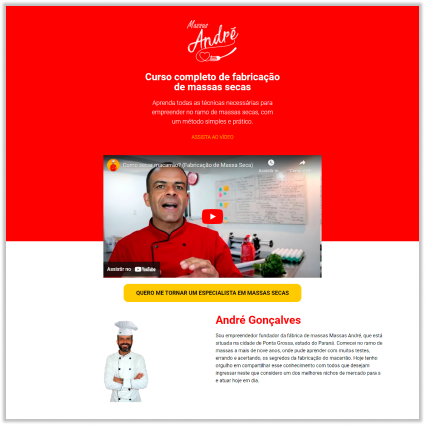 Massas
André
Curso completo de fabricação
de massas secas
Aprenda todas as técnicas necessárias para
empreender no ramo de massas secas, com
um método simples e prático.
ASSISTA AO VÍDEO
Como fazer macarrão? (Fabricação de Massa Seca)
Assistir no YouTube
QUERO ME TORNAR UM ESPECIALISTA EM MASSAS SECAS
André Gonçalves
Sou empreendedor fundador da fábrica de massas Massas André, que está
situada na cidade de Ponta Grossa, estado do Paraná. Comecei no ramo de
massas a mais de nove anos, onde pude aprender com muitos testes,
errando e acertando, os segredos da fabricação do macarrão. Hoje tenho
orgulho em compartilhar esse conhecimento com todos que desejam
ingressar neste que considero um dos melhores nichos de mercado para s
e atuar hoje em dia.